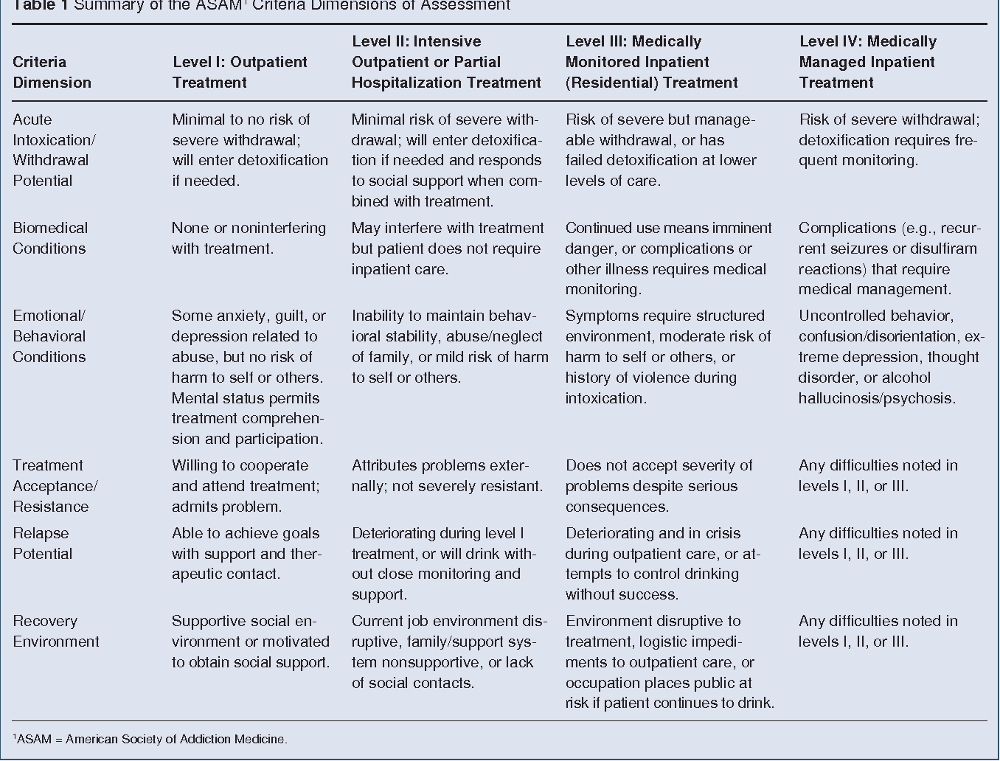 Table 1 Summary of the ASAM¹ Criteria Dimensions of Assessment
Criteria
Dimension
Level I: Outpatient
Treatment
Level II: Intensive
Outpatient or Partial
Hospitalization Treatment
Level III: Medically
Monitored Inpatient
(Residential) Treatment
Level IV: Medically
Managed Inpatient
Treatment
Acute
Intoxication/
Withdrawal
Potential
Minimal to no risk of
severe withdrawal;
will enter detoxification
if needed.
Minimal risk of severe with-
drawal; will enter detoxifica-
tion if needed and responds
to social support when com-
bined with treatment.
Risk of severe but manage-
able withdrawal, or has
failed detoxification at lower
levels of care.
Risk of severe withdrawal;
detoxification requires fre-
quent monitoring.
Biomedical
Conditions
None or noninterfering
with treatment.
May interfere with treatment
but patient does not require
inpatient care.
Continued use means imminent
danger, or complications or
other illness requires medical
monitoring.
Complications (e.g., recur-
rent seizures or disulfiram
reactions) that require
medical management.
Emotional/
Behavioral
Conditions
Some anxiety, guilt, or
depression related to
abuse, but no risk of
harm to self or others.
Mental status permits
treatment comprehen-
sion and participation.
Inability to maintain behav-
ioral stability, abuse/neglect
of family, or mild risk of harm
to self or others.
Symptoms require structured
environment, moderate risk of
harm to self or others, or
history of violence during
intoxication.
Uncontrolled behavior,
confusion/disorientation, ex-
treme depression, thought
disorder, or alcohol
hallucinosis/psychosis.
Treatment
Acceptance/
Resistance
Willing to cooperate
and attend treatment;
admits problem.
Attributes problems exter-
nally; not severely resistant.
Does not accept severity of
problems despite serious
consequences.
Any difficulties noted in
levels I, II, or III.
Relapse
Potential
Able to achieve goals
with support and ther-
apeutic contact.
Deteriorating during level I
treatment, or will drink with-
out close monitoring and
support.
Deteriorating and in crisis
during outpatient care, or at-
tempts to control drinking
without success.
Any difficulties noted in
levels I, II, or III.
Recovery
Environment
Supportive social en-
vironment or motivated
to obtain social support.
Current job environment dis-
ruptive, family/support sys-
tem nonsupportive, or lack
of social contacts.
Environment disruptive to
treatment, logistic impedi-
ments to outpatient care, or
occupation places public at
risk if patient continues to drink.
Any difficulties noted in
levels I, II, or III.
¹ASAM = American Society of Addiction Medicine.